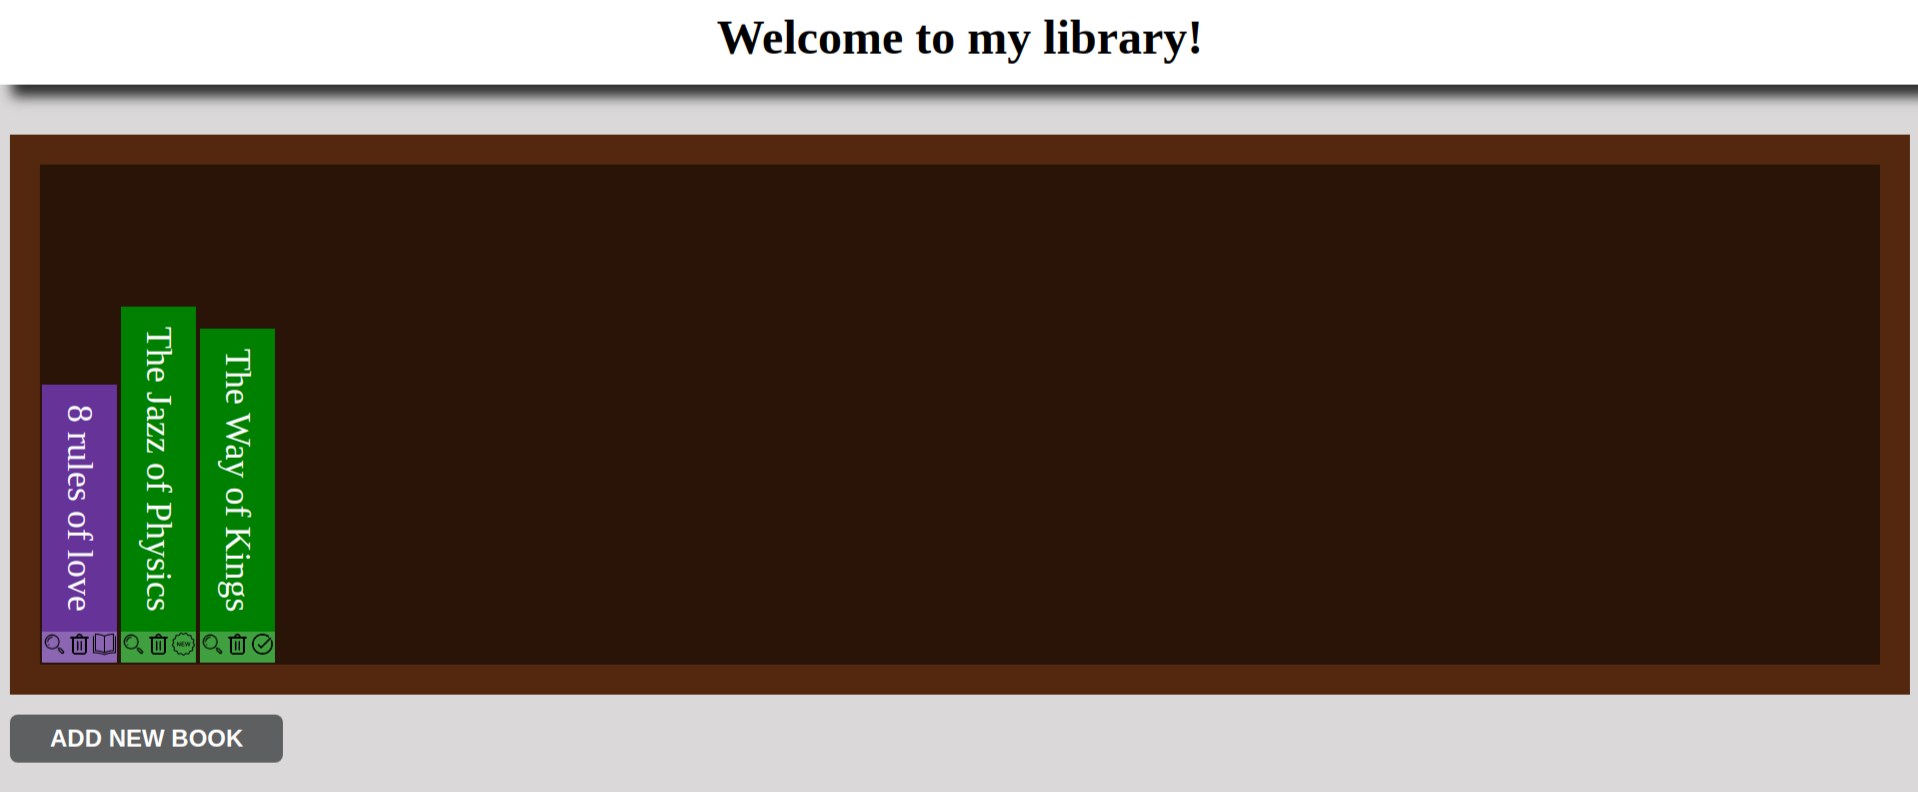 Welcome to my library!
8 rules of love
The Jazz of Physics
The Way of Kings
NEW
ADD NEW BOOK